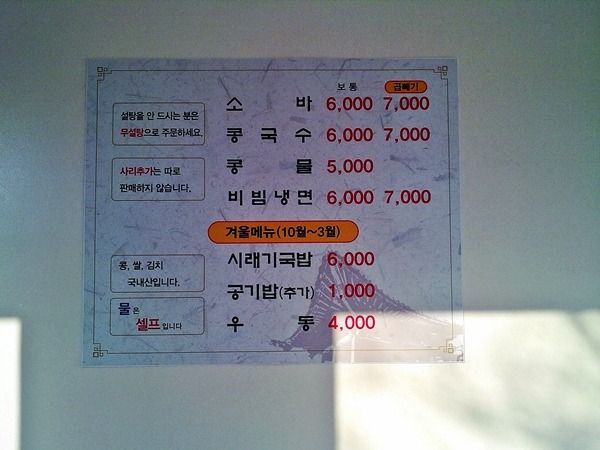 보통 곱빼기
소바 6,000 7,000
콩국수 6,000 7,000
콩물 5,000
비빔냉면 6,000 7,000
겨울메뉴(10월~3월)
시래기국밥 6,000
공기밥(추가) 1,000
우동 4,000
설탕을 안 드시는 분은
무설탕으로 주문하세요.
사리추가는 따로
판매하지 않습니다.
콩, 쌀, 김치
국내산입니다.
물은
셀프입니다